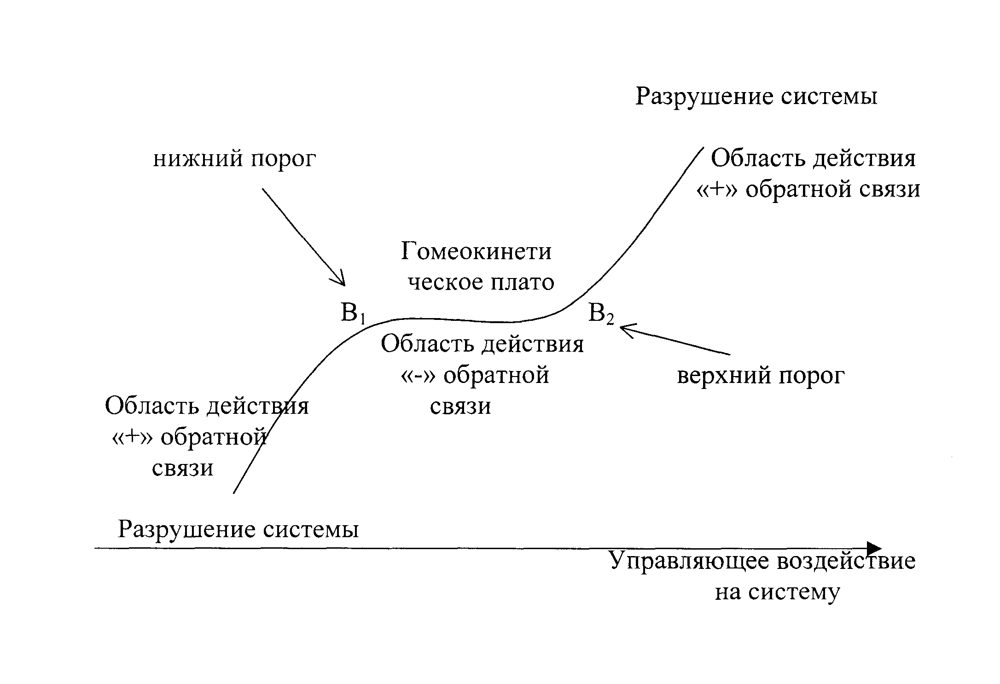 Разрушение системы
нижний порог
Область действия
«+» обратной связи
Гомеокинети
ческое плато
B₁
B₂
Область действия
«-» обратной
связи
верхний порог
Область действия
«+» обратной
связи
Разрушение системы
Управляющее воздействие
на систему